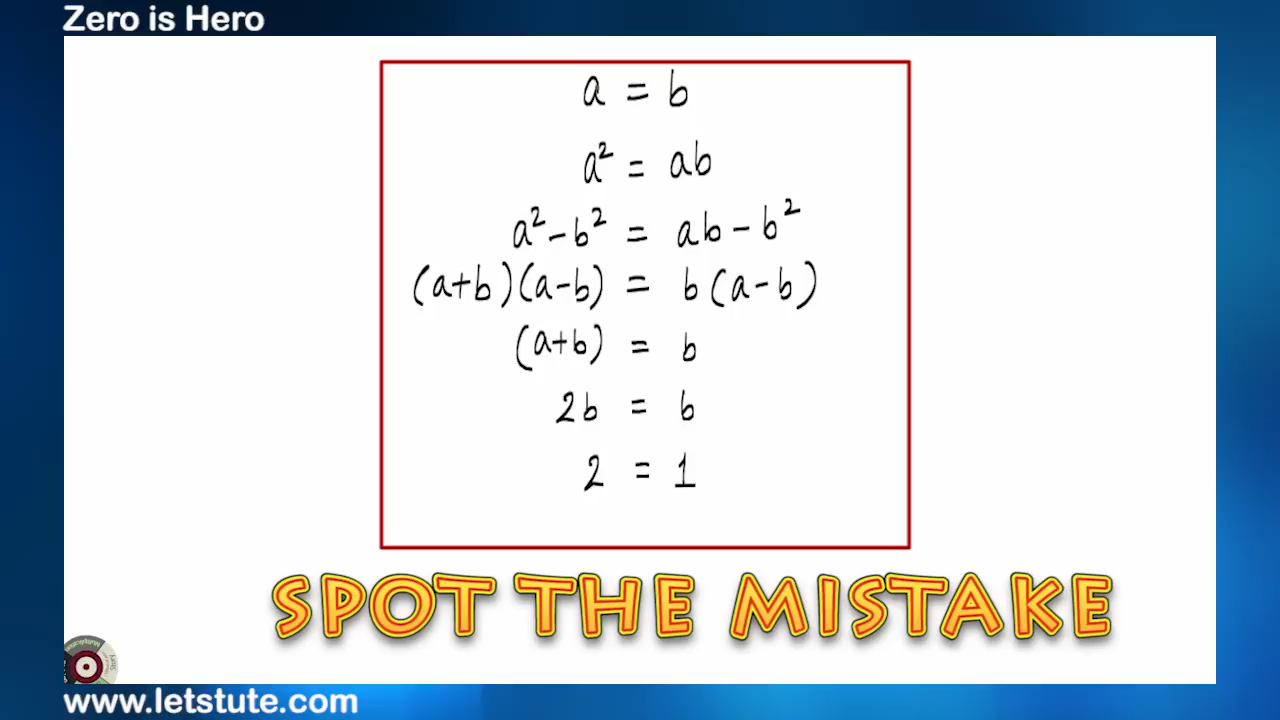 Zero is Hero
a = b
a² = ab
a² - b² = ab - b²
(a+b)(a-b) = b(a-b)
(a+b) = b
2b = b
2 = 1
SPOT THE MISTAKE
www.letstute.com